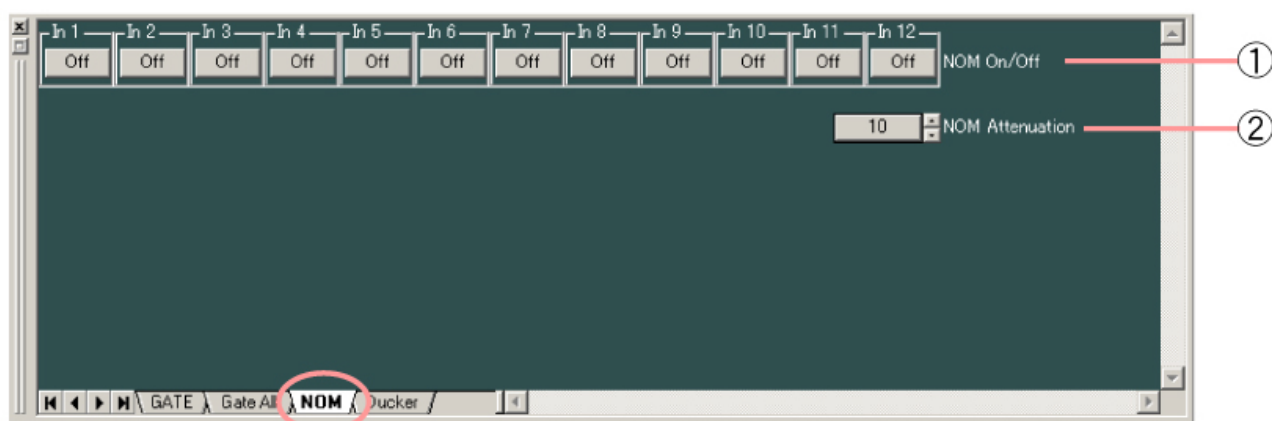 In 1 In 2 In 3 In 4 In 5 In 6 In 7 In 8 In 9 In 10 In 11 In 12
Off Off Off Off Off Off Off Off Off Off Off Off NOM On/Off ①
10 NOM Attenuation ②
GATE Gate All NOM Ducker